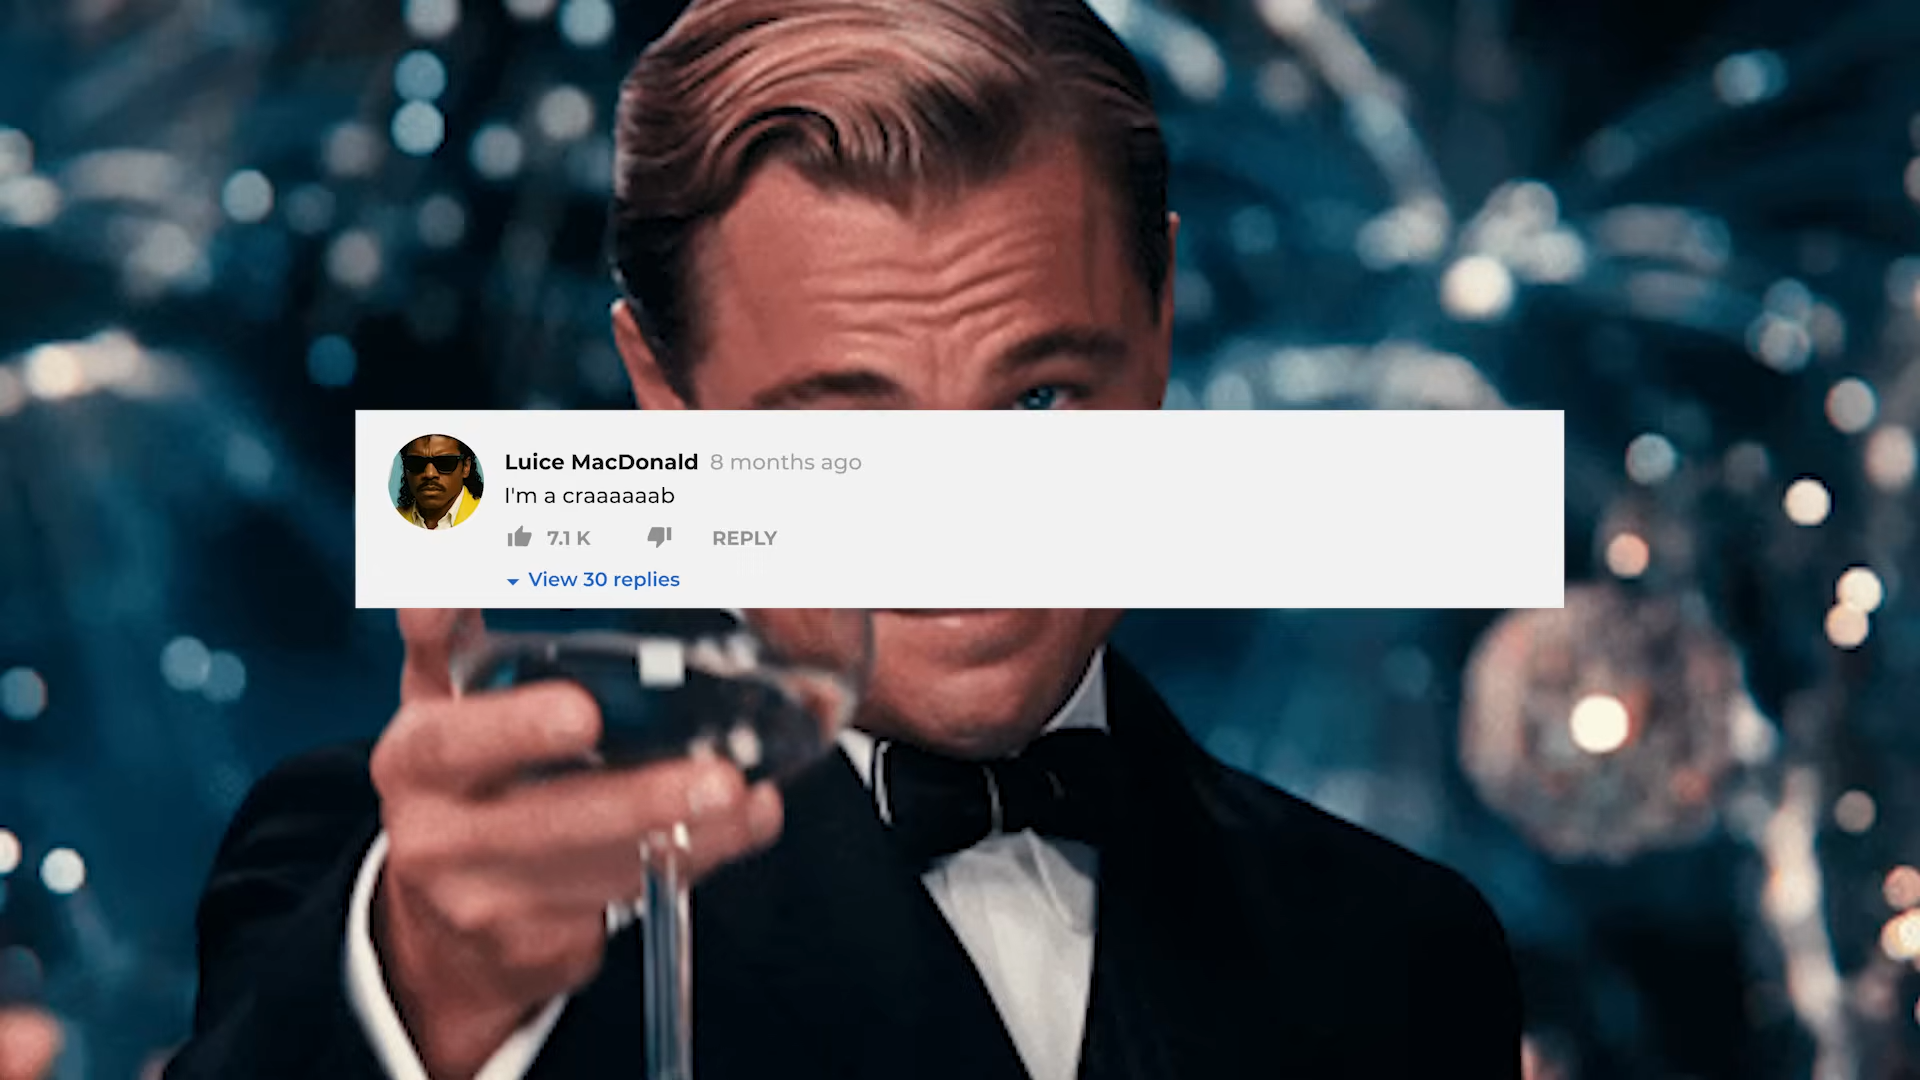 Luice MacDonald 8 months ago
I'm a craaaaaab
7.1 K REPLY
View 30 replies